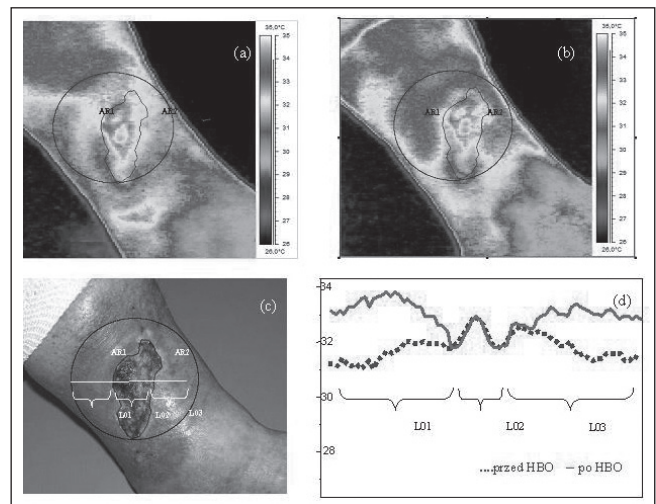 35,0°C
35
34
33
32
31
30
29
28
27
26
26,0°C
(a)
AR1
AR2
35,0°C
35
34
33
32
31
30
29
28
27
26
26,0°C
(b)
AR1
AR2
(c)
AR1
AR2
L01
L02
L03
34
32
30
28
(d)
L01
L02
L03
....przed HBO
— po HBO